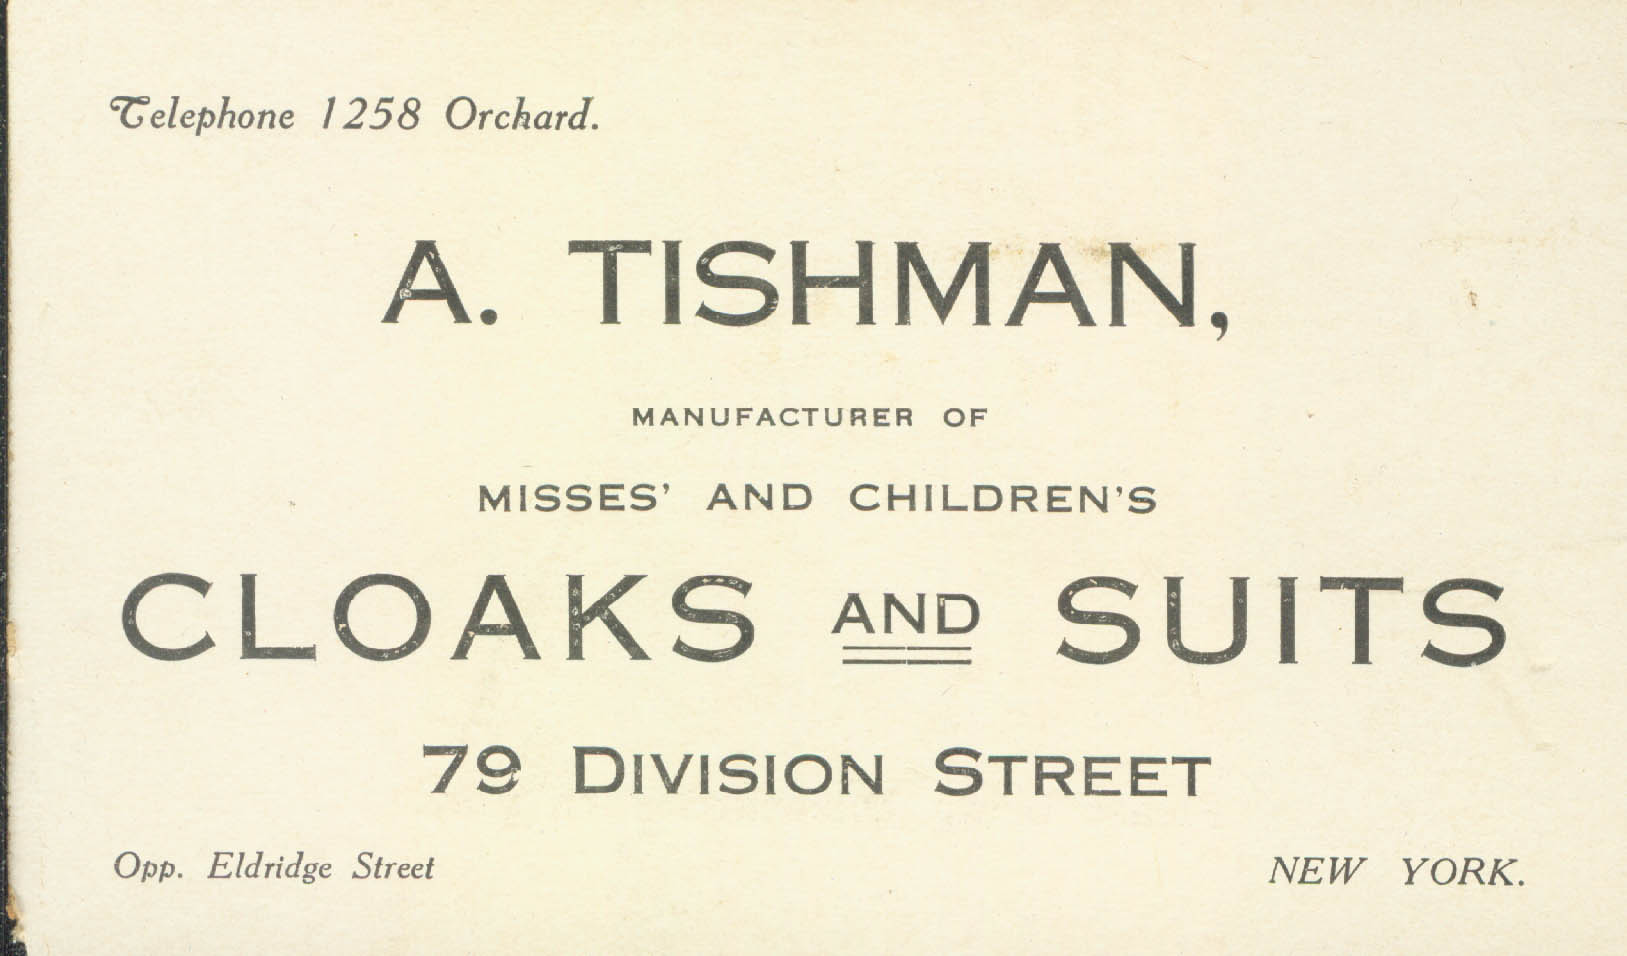 Telephone 1258 Orchard.
A. TISHMAN,
MANUFACTURER OF
MISSES' AND CHILDREN'S
CLOAKS AND SUITS
79 DIVISION STREET
Opp. Eldridge Street NEW YORK.